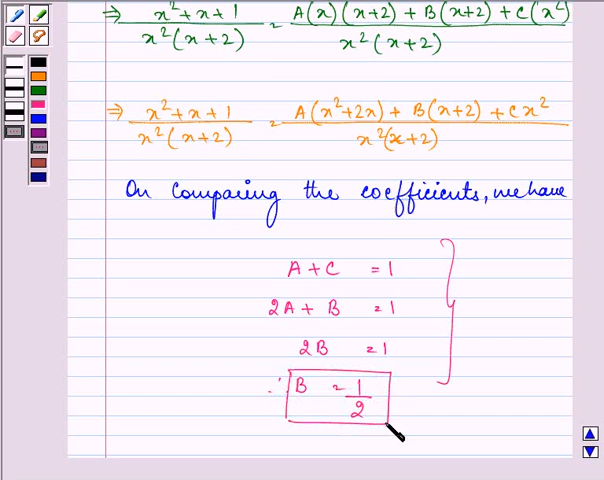 ⇒ x²+x+1 / x²(x+2) = A(x)(x+2) + B(x+2) + C(x²) / x²(x+2)
⇒ x²+x+1 / x²(x+2) = A(x²+2x) + B(x+2) + Cx² / x²(x+2)
On comparing the coefficients, we have
A + C = 1
2A + B = 1
2B = 1
∴ B = 1/2